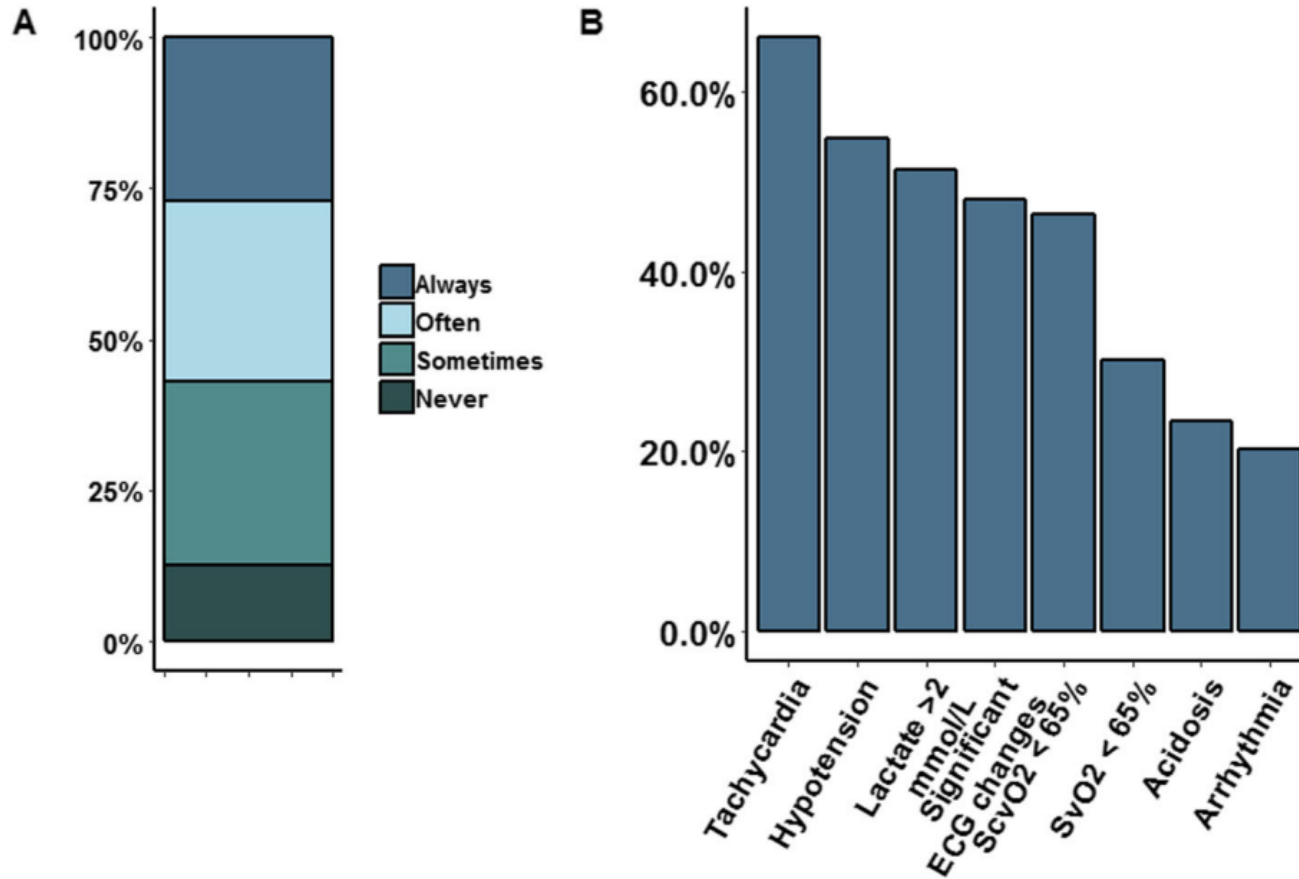 A
100%
75%
50%
25%
0%
Always
Often
Sometimes
Never
B
60.0%
40.0%
20.0%
0.0%
Tachycardia
Hypotension
Lactate >2
mmol/L
Significant
ECG changes
ScvO2 < 65%
SvO2 < 65%
Acidosis
Arrhythmia